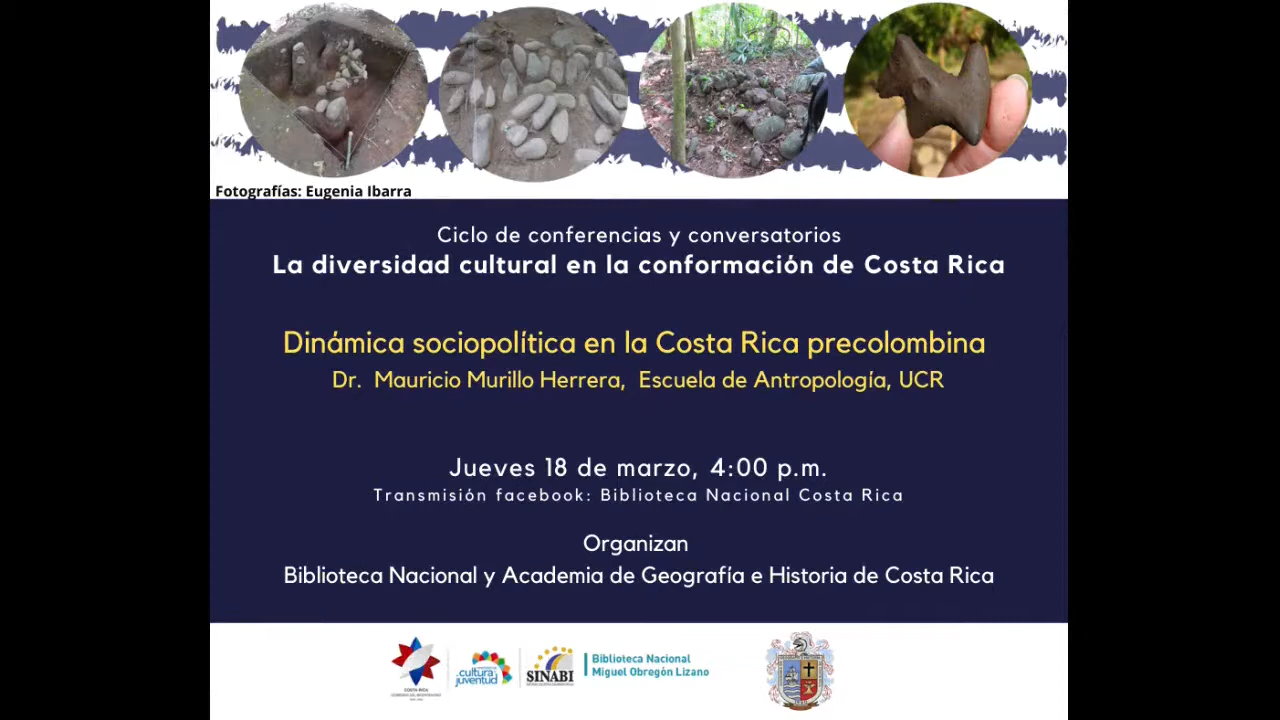 Fotografías: Eugenia Ibarra
Ciclo de conferencias y conversatorios
La diversidad cultural en la conformación de Costa Rica
Dinámica sociopolítica en la Costa Rica precolombina
Dr. Mauricio Murillo Herrera, Escuela de Antropología, UCR
Jueves 18 de marzo, 4:00 p.m.
Transmisión facebook: Biblioteca Nacional Costa Rica
Organizan
Biblioteca Nacional y Academia de Geografía e Historia de Costa Rica
COSTA RICA
cultura
juventud
SINABI
Biblioteca Nacional
Miguel Obregón Lizano